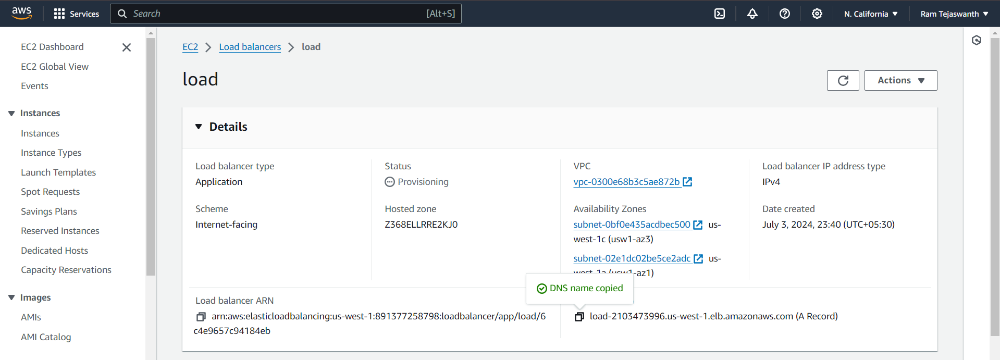 aws
Services
Search
[Alt+S]
N. California
Ram Tejaswanth
EC2 Dashboard
EC2 Global View
Events
Instances
Instances
Instance Types
Launch Templates
Spot Requests
Savings Plans
Reserved Instances
Dedicated Hosts
Capacity Reservations
Images
AMIs
AMI Catalog
EC2
Load balancers
load
load
Actions
Details
Load balancer type
Application
Status
Provisioning
VPC
vpc-0300e68b3c5ae872b
Load balancer IP address type
IPv4
Scheme
Internet-facing
Hosted zone
Z368ELLRRE2KJ0
Availability Zones
subnet-0bf0e435acdbec500 us-
west-1c (usw1-az3)
subnet-02e1dc02be5ce2adc us-
west-1a (usw1-az1)
Date created
July 3, 2024, 23:40 (UTC+05:30)
DNS name copied
Load balancer ARN
arn:aws:elasticloadbalancing:us-west-1:891377258798:loadbalancer/app/load/6
c4e9657c94184eb
load-2103473996.us-west-1.elb.amazonaws.com (A Record)